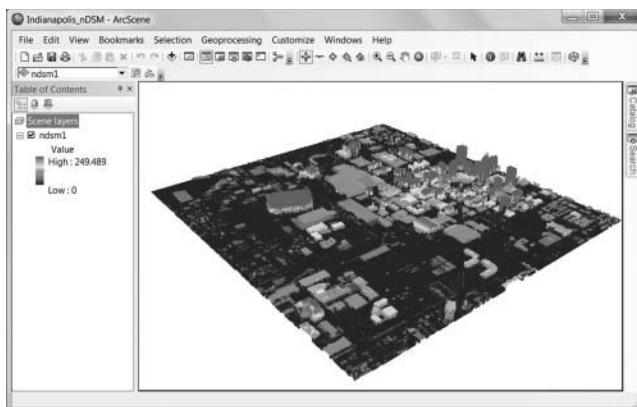 Indianapolis_nDSM - ArcScene
File Edit View Bookmarks Selection Geoprocessing Customize Windows Help
ndsm1
Table of Contents
Scene layers
ndsm1
Value
High : 249.489
Low : 0
Catalog
Search